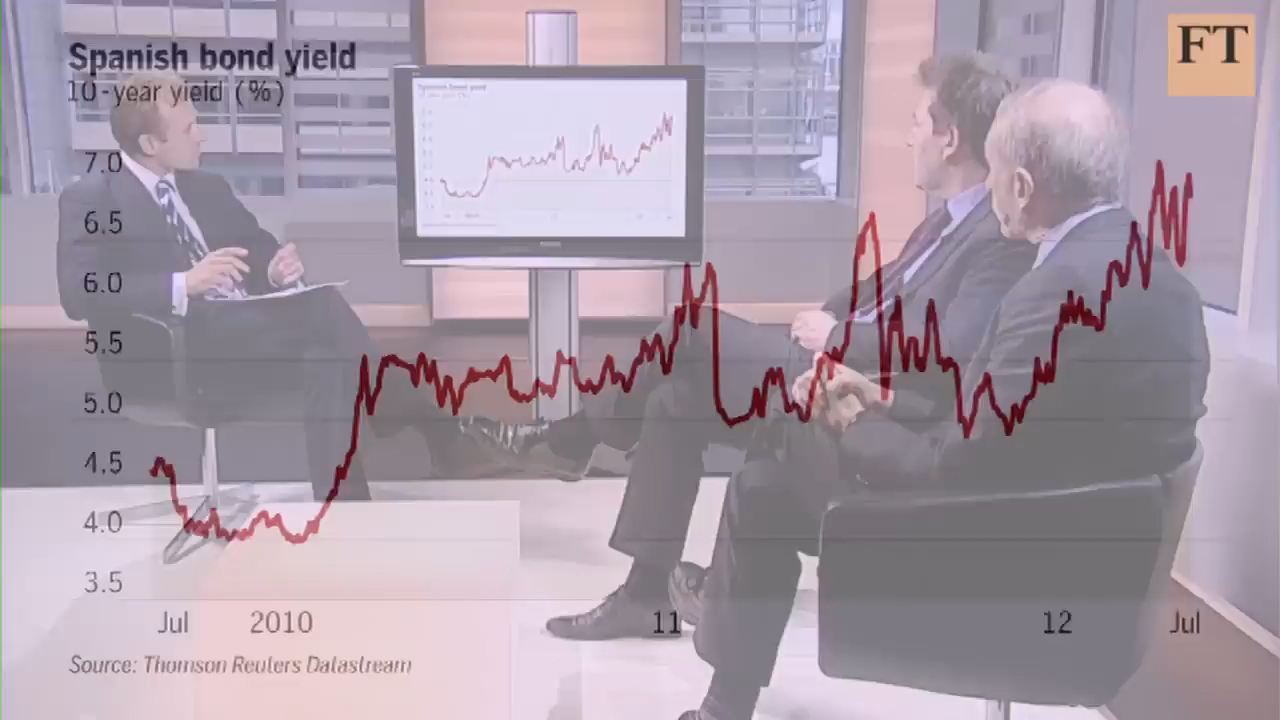 Spanish bond yield
10-year yield (%)
FT
7.0
6.5
6.0
5.5
5.0
4.5
4.0
3.5
Jul 2010 11 12 Jul
Source: Thomson Reuters Datastream